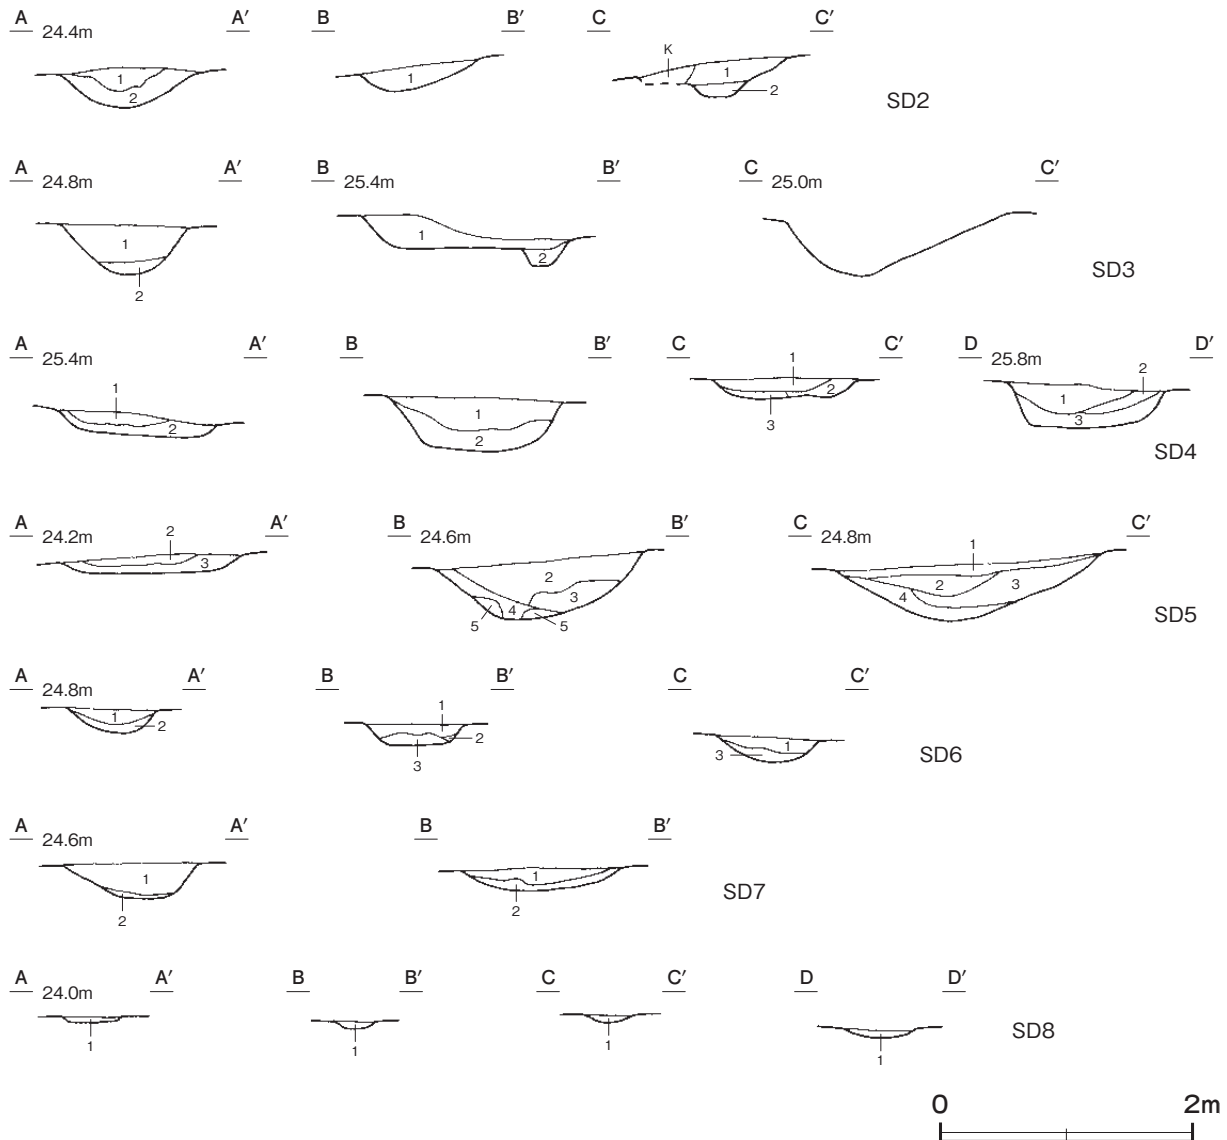 A A′ B B′ C C′
24.4m
K
1 1 1
2 2
SD2
A A′ B B′ C C′
24.8m 25.4m 25.0m
1 1
2 2
SD3
A A′ B B′ C C′ D D′
25.4m 25.8m
1 1 2
1 2 1 1 2
2 3 3
SD4
A A′ B B′ C C′
24.2m 24.6m 24.8m
2 1
3 2 3 2 3
5 4 5 4
SD5
A A′ B B′ C C′
24.8m
1 1 1
2 2 3
3
SD6
A A′ B B′
24.6m
1 1
2 2
SD7
A A′ B B′ C C′ D D′
24.0m
1 1 1 1
SD8
0 2m